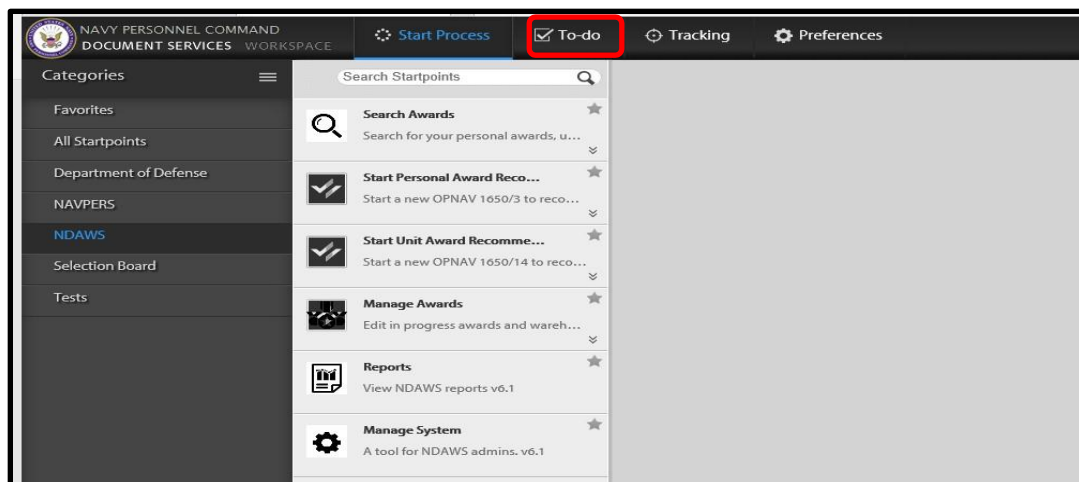 NAVY PERSONNEL COMMAND
DOCUMENT SERVICES WORKSPACE
Start Process
To-do
Tracking
Preferences
Categories
Favorites
All Startpoints
Department of Defense
NAVPERS
NDAWS
Selection Board
Tests
Search Startpoints
Search Awards
Search for your personal awards, u...
Start Personal Award Reco...
Start a new OPNAV 1650/3 to reco...
Start Unit Award Recomme...
Start a new OPNAV 1650/14 to reco...
Manage Awards
Edit in progress awards and wareh...
Reports
View NDAWS reports v6.1
Manage System
A tool for NDAWS admins. v6.1